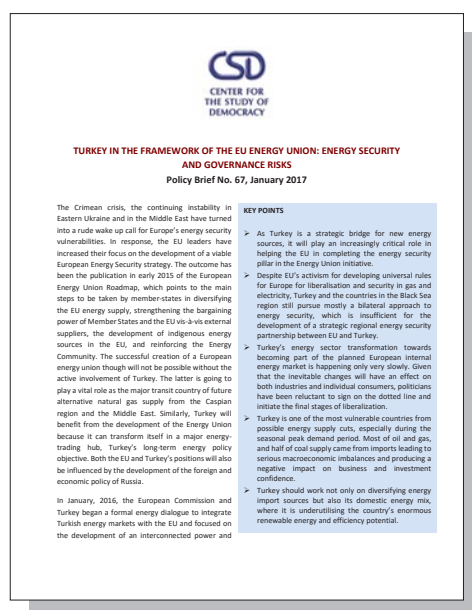 CSD
CENTER FOR
THE STUDY OF
DEMOCRACY
TURKEY IN THE FRAMEWORK OF THE EU ENERGY UNION: ENERGY SECURITY
AND GOVERNANCE RISKS
Policy Brief No. 67, January 2017
The Crimean crisis, the continuing instability in
Eastern Ukraine and in the Middle East have turned
into a rude wake up call for Europe's energy security
vulnerabilities. In response, the EU leaders have
increased their focus on the development of a viable
European Energy Security strategy. The outcome has
been the publication in early 2015 of the European
Energy Union Roadmap, which points to the main
steps to be taken by member-states in diversifying
the EU energy supply, strengthening the bargaining
power of Member States and the EU vis-à-vis external
suppliers, the development of indigenous energy
sources in the EU, and reinforcing the Energy
Community. The successful creation of a European
energy union though will not be possible without the
active involvement of Turkey. The latter is going to
play a vital role as the major transit country of future
alternative natural gas supply from the Caspian
region and the Middle East. Similarly, Turkey will
benefit from the development of the Energy Union
because it can transform itself in a major energy-
trading hub, Turkey's long-term energy policy
objective. Both the EU and Turkey's positions will also
be influenced by the development of the foreign and
economic policy of Russia.
In January, 2016, the European Commission and
Turkey began a formal energy dialogue to integrate
Turkish energy markets with the EU and focused on
the development of an interconnected power and
KEY POINTS
➢ As Turkey is a strategic bridge for new energy
sources, it will play an increasingly critical role in
helping the EU in completing the energy security
pillar in the Energy Union initiative.
➢ Despite EU's activism for developing universal rules
for Europe for liberalisation and security in gas and
electricity, Turkey and the countries in the Black Sea
region still pursue mostly a bilateral approach to
energy security, which is insufficient for the
development of a strategic regional energy security
partnership between EU and Turkey.
➢ Turkey's energy sector transformation towards
becoming part of the planned European internal
energy market is happening only very slowly. Given
that the inevitable changes will have an effect on
both industries and individual consumers, politicians
have been reluctant to sign on the dotted line and
initiate the final stages of liberalization.
➢ Turkey is one of the most vulnerable countries from
possible energy supply cuts, especially during the
seasonal peak demand period. Most of oil and gas,
and half of coal supply came from imports leading to
serious macroeconomic imbalances and producing a
negative impact on business and investment
confidence.
➢ Turkey should work not only on diversifying energy
import sources but also its domestic energy mix,
where it is underutilising the country's enormous
renewable energy and efficiency potential.